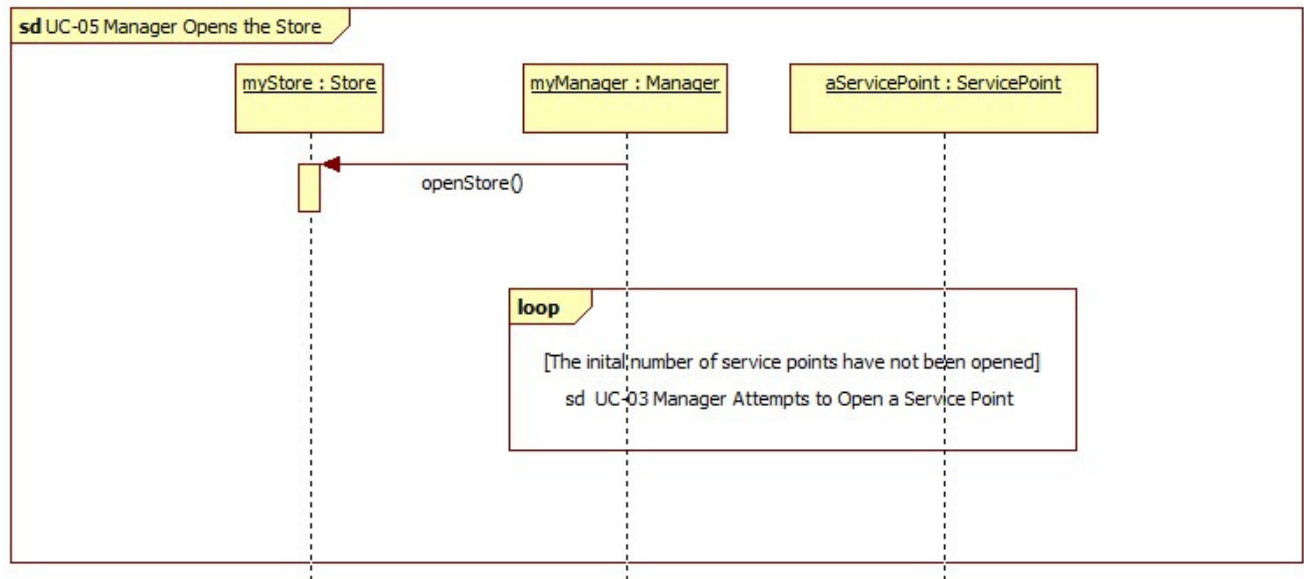 sd UC-05 Manager Opens the Store
myStore : Store
myManager : Manager
aServicePoint : ServicePoint
openStore()
loop
[The inital number of service points have not been opened]
sd UC-03 Manager Attempts to Open a Service Point